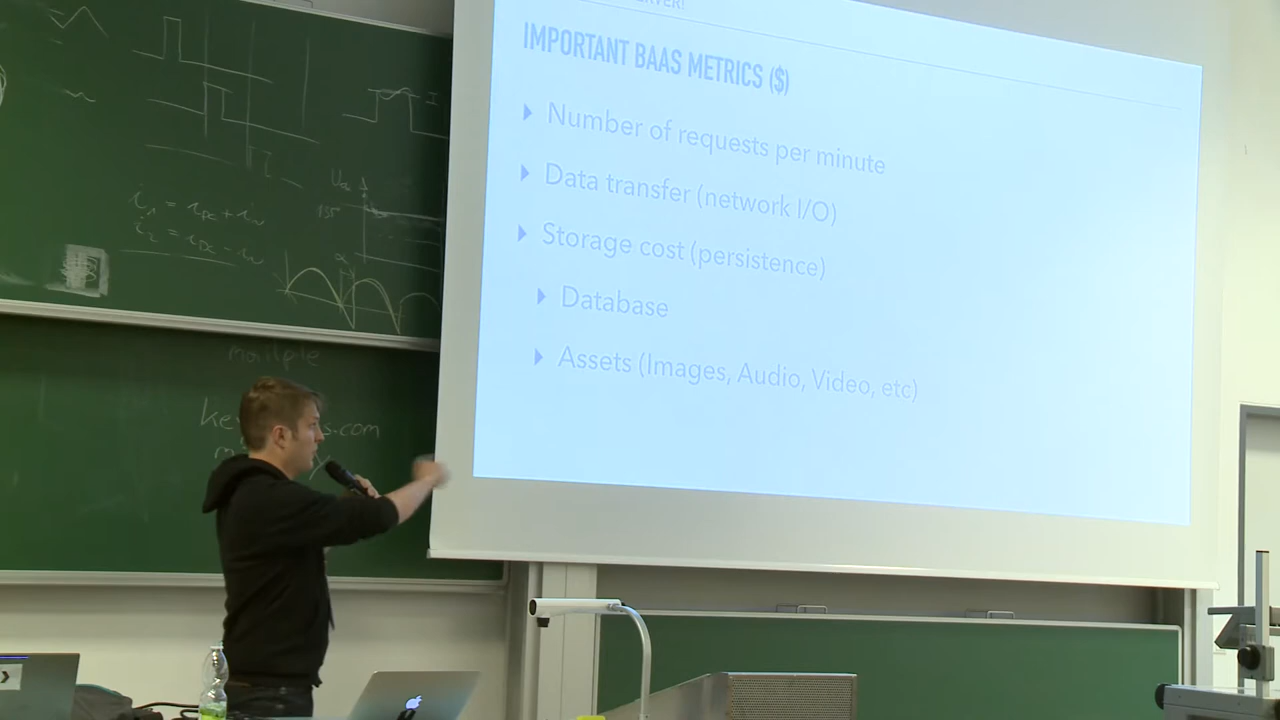 IMPORTANT BAAS METRICS ($)
Number of requests per minute
Data transfer (network I/O)
Storage cost (persistence)
Database
Assets (Images, Audio, Video, etc)